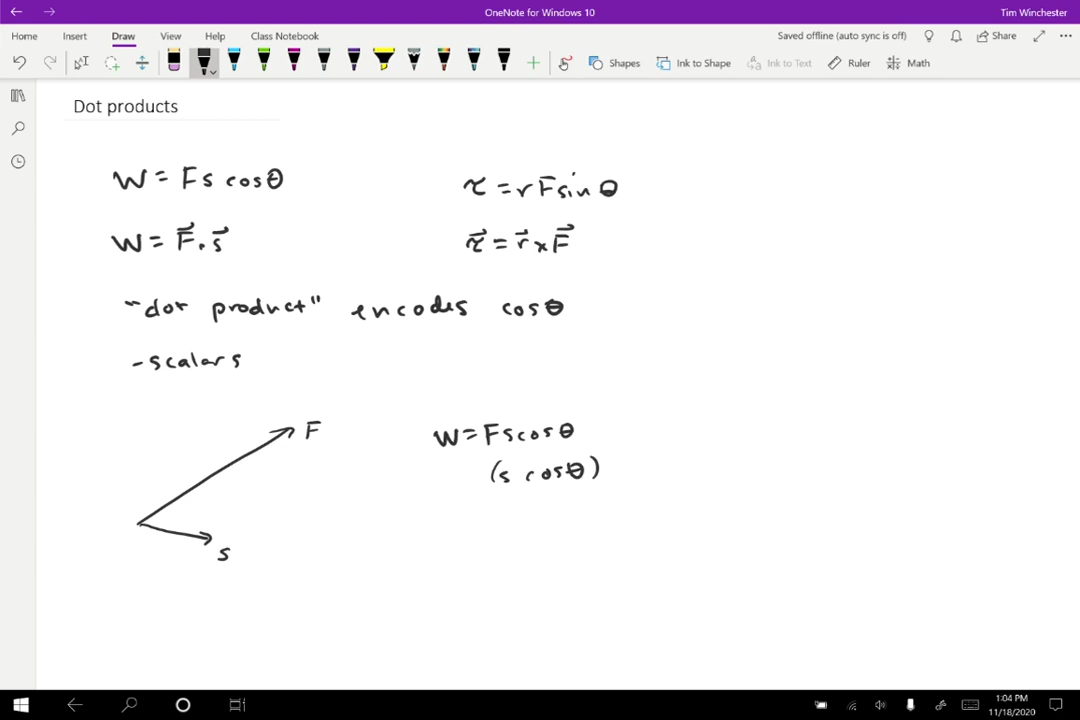 OneNote for Windows 10
Tim Winchester
Home Insert Draw View Help Class Notebook
Saved offline (auto sync is off) Share
Shapes Ink to Shape Ink to Text Ruler Math
Dot products
W = Fs cosθ
τ = rFsin θ
W = F⃗ . s⃗
τ⃗ = r⃗ x F⃗
"dot product" encodes cosθ
- scalars
F
s
W = Fscosθ
(s cosθ)
1:04 PM
11/18/2020